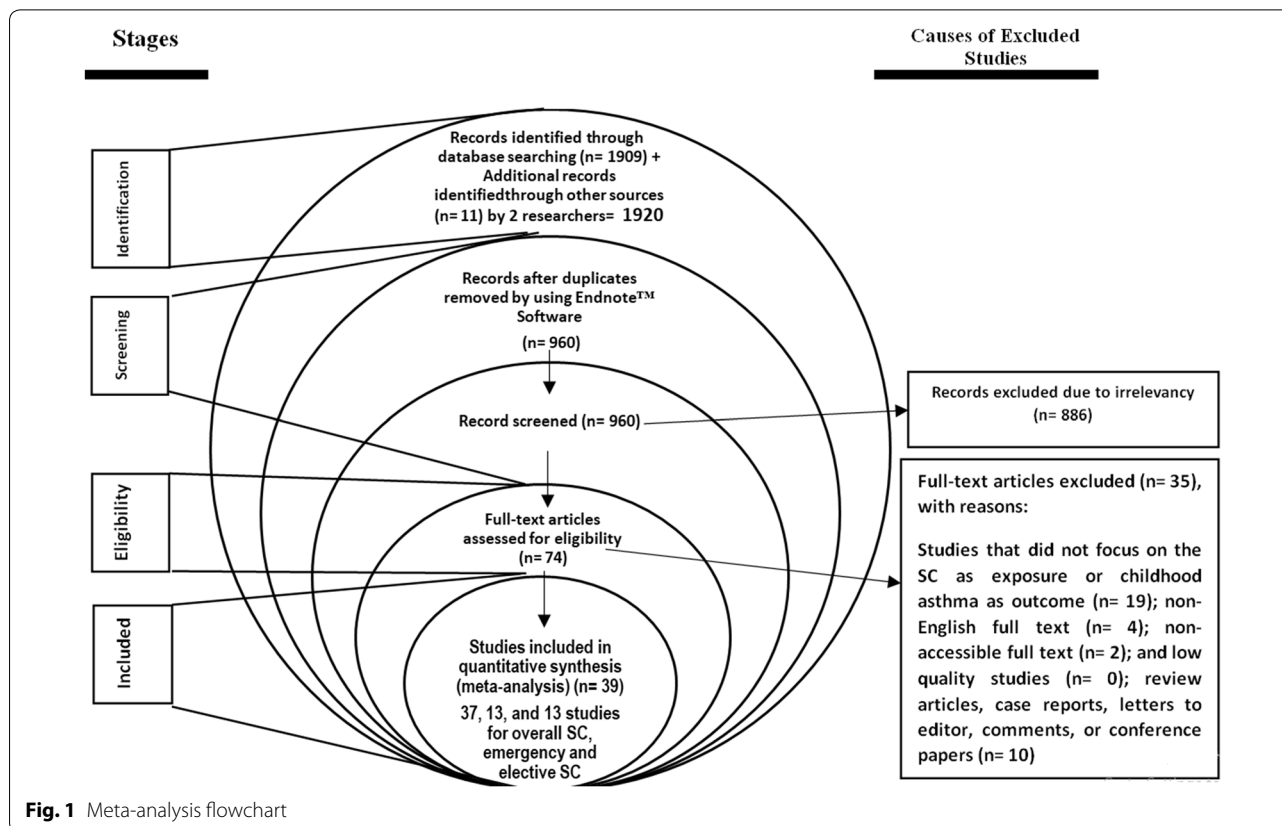 Stages
Causes of Excluded
Studies
Identification
Screening
Eligibility
Included
Records identified through
database searching (n= 1909) +
Additional records
identifiedthrough other sources
(n= 11) by 2 researchers= 1920
Records after duplicates
removed by using Endnote™
Software
(n= 960)
Record screened (n= 960)
Full-text articles
assessed for eligibility
(n= 74)
Studies included in
quantitative synthesis
(meta-analysis) (n= 39)
37, 13, and 13 studies
for overall SC,
emergency and
elective SC
Records excluded due to irrelevancy
(n= 886)
Full-text articles excluded (n= 35),
with reasons:
Studies that did not focus on the
SC as exposure or childhood
asthma as outcome (n= 19); non-
English full text (n= 4); non-
accessible full text (n= 2); and low
quality studies (n= 0); review
articles, case reports, letters to
editor, comments, or conference
papers (n= 10)
Fig. 1 Meta-analysis flowchart